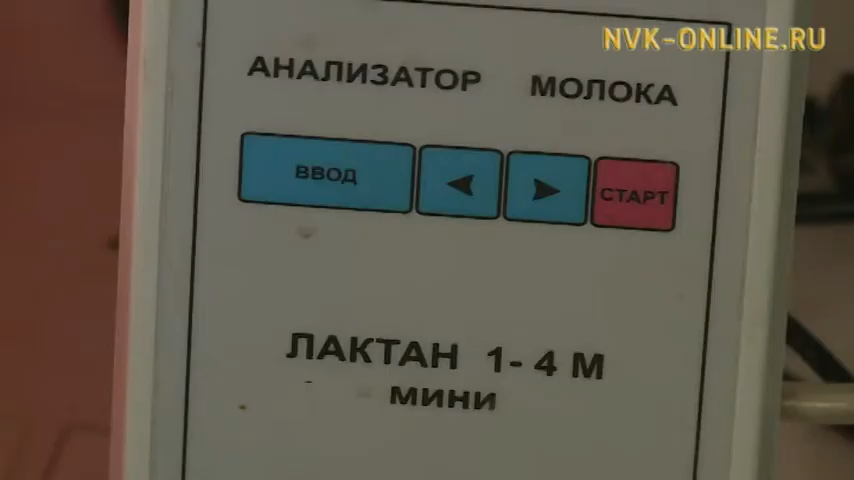 NVK-ONLINE.RU
АНАЛИЗАТОР МОЛОКА
ВВОД СТАРТ
ЛАКТАН 1-4 М
мини